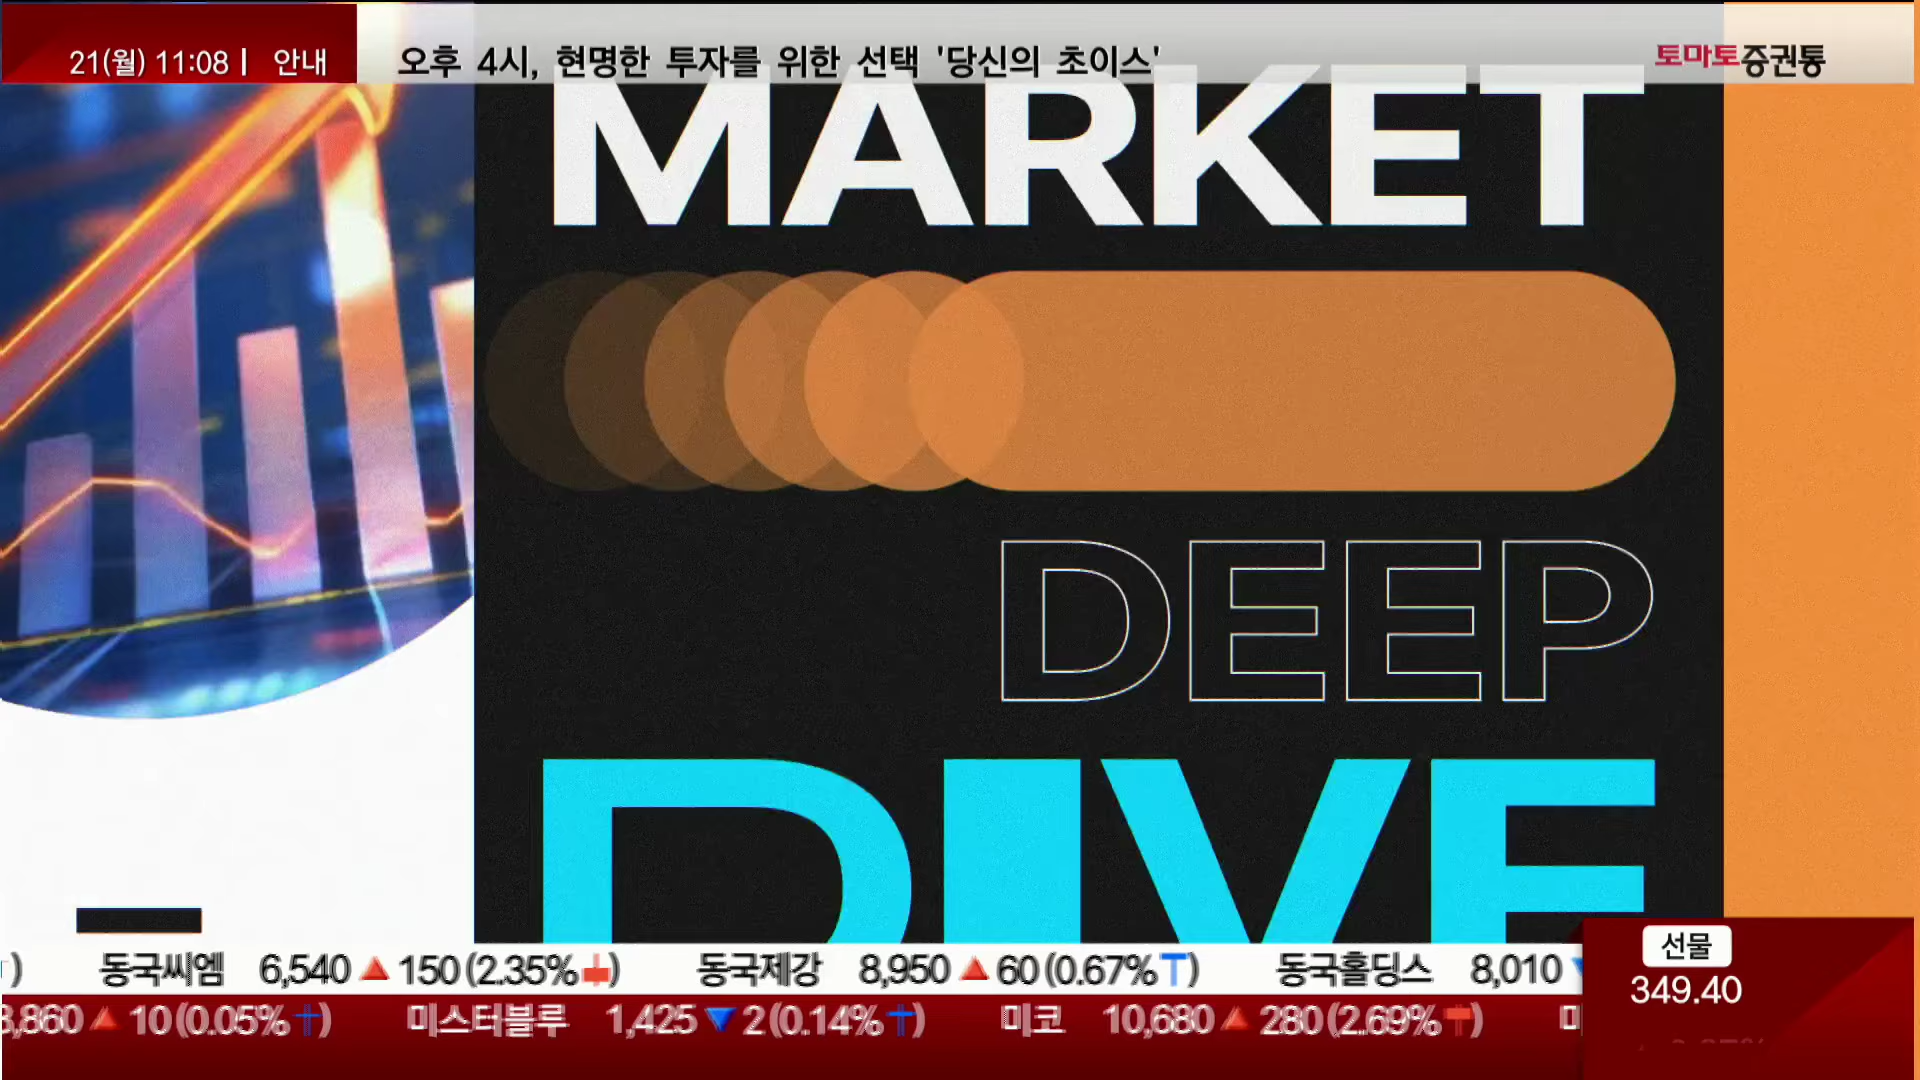 21(월) 11:08 | 안내 오후 4시, 현명한 투자를 위한 선택 '당신의 초이스' 토마토증권통
MARKET
DEEP
DIVE
) 동국씨엠 6,540 ▲ 150 (2.35%) 동국제강 8,950 ▲ 60 (0.67%) 동국홀딩스 8,010 ▼
선물
349.40
,860 ▲ 10 (0.05%) 미스터블루 1,425 ▼ 2 (0.14%) 미코 10,680 ▲ 280 (2.69%)